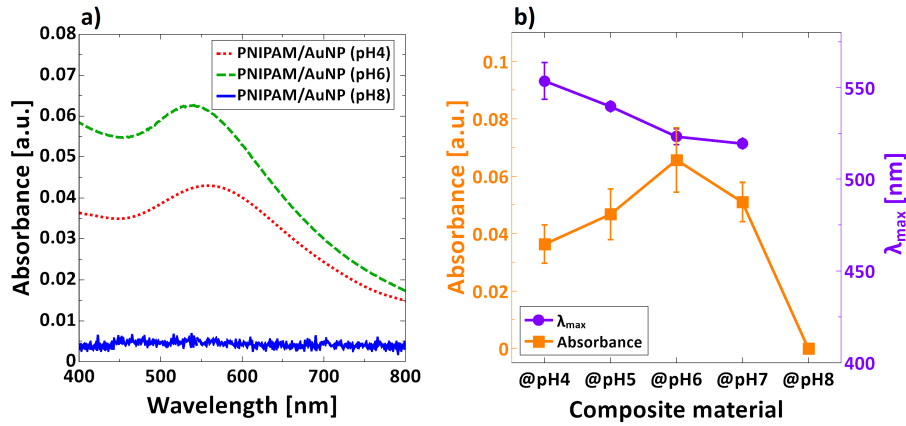 a)
0.08
0.07
0.06
0.05
0.04
0.03
0.02
0.01
0
Absorbance [a.u.]
PNIPAM/AuNP (pH4)
PNIPAM/AuNP (pH6)
PNIPAM/AuNP (pH8)
400 500 600 700 800
Wavelength [nm]
b)
0.1
0.08
0.06
0.04
0.02
0
Absorbance [a.u.]
λmax
Absorbance
550
500
450
400
λmax [nm]
@pH4 @pH5 @pH6 @pH7 @pH8
Composite material